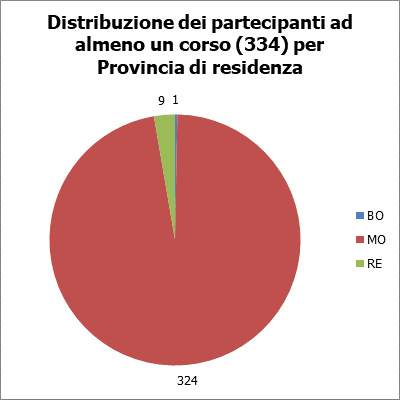 Distribuzione dei partecipanti ad
almeno un corso (334) per
Provincia di residenza
9 1
BO
MO
RE
324